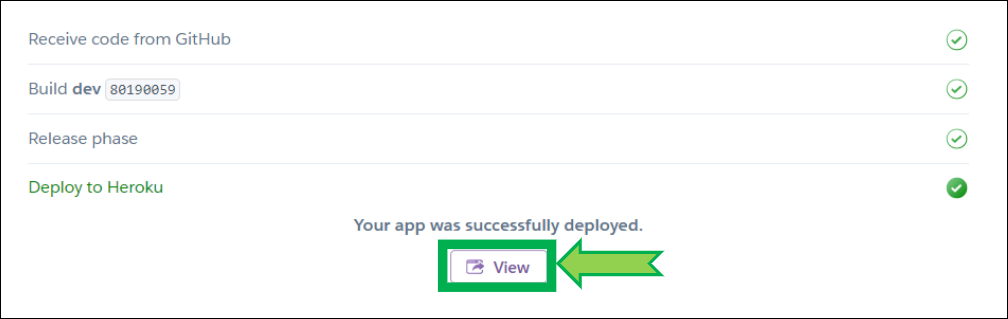 Receive code from GitHub
Build dev 80190059
Release phase
Deploy to Heroku
Your app was successfully deployed.
View